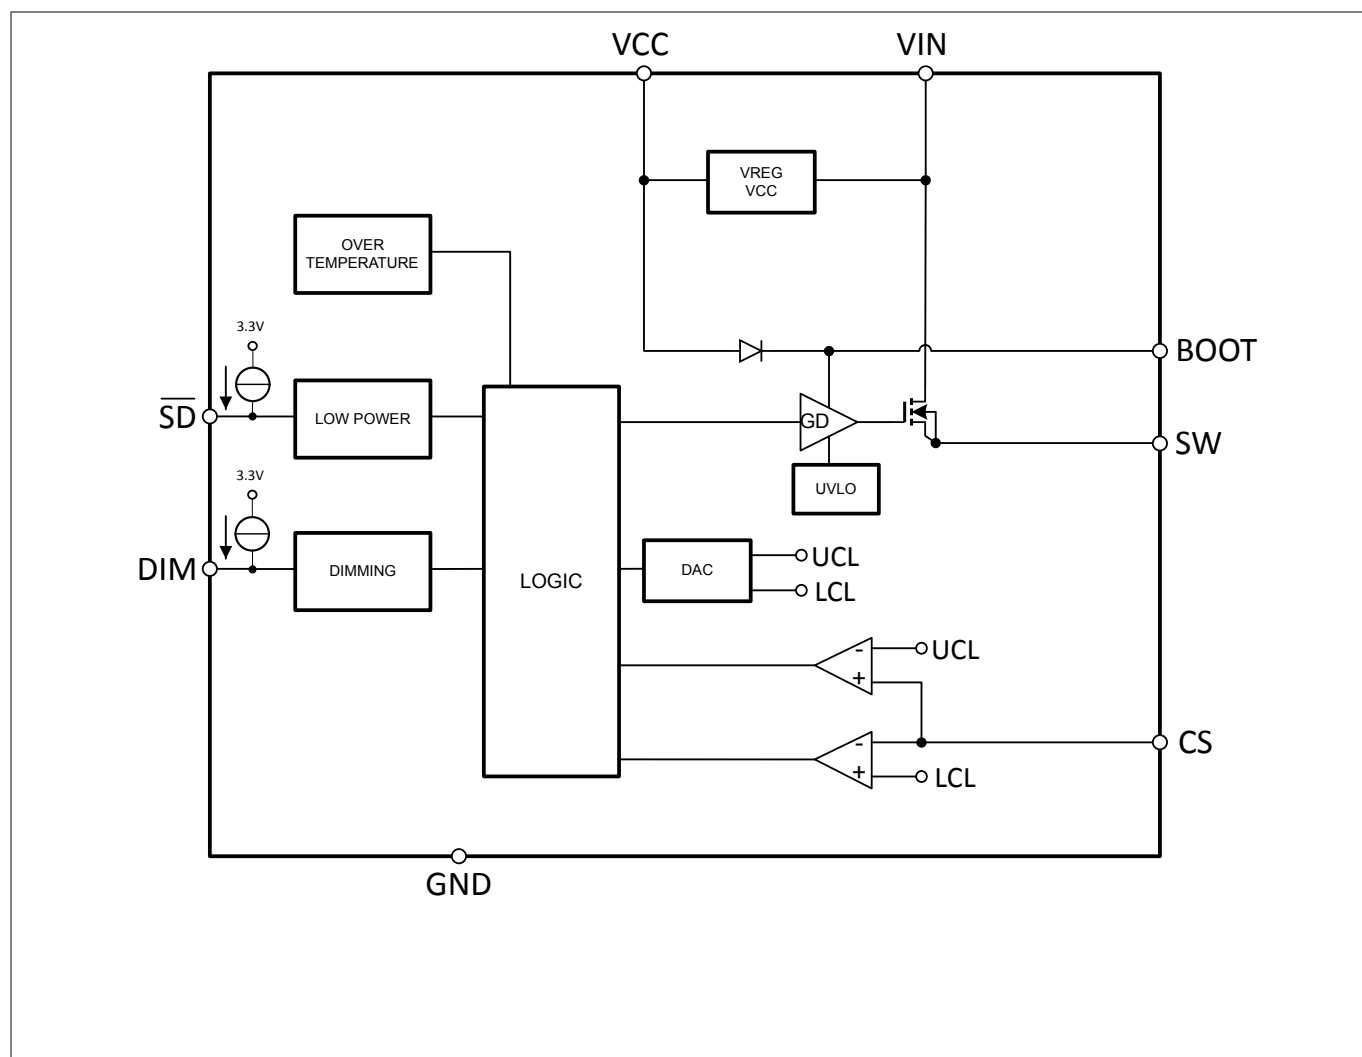 VCC
VIN
VREG
VCC
OVER
TEMPERATURE
3.3V
BOOT
SD
LOW POWER
GD
SW
3.3V
UVLO
DIM
DIMMING
LOGIC
DAC
UCL
LCL
-
UCL
+
-
CS
+
LCL
GND